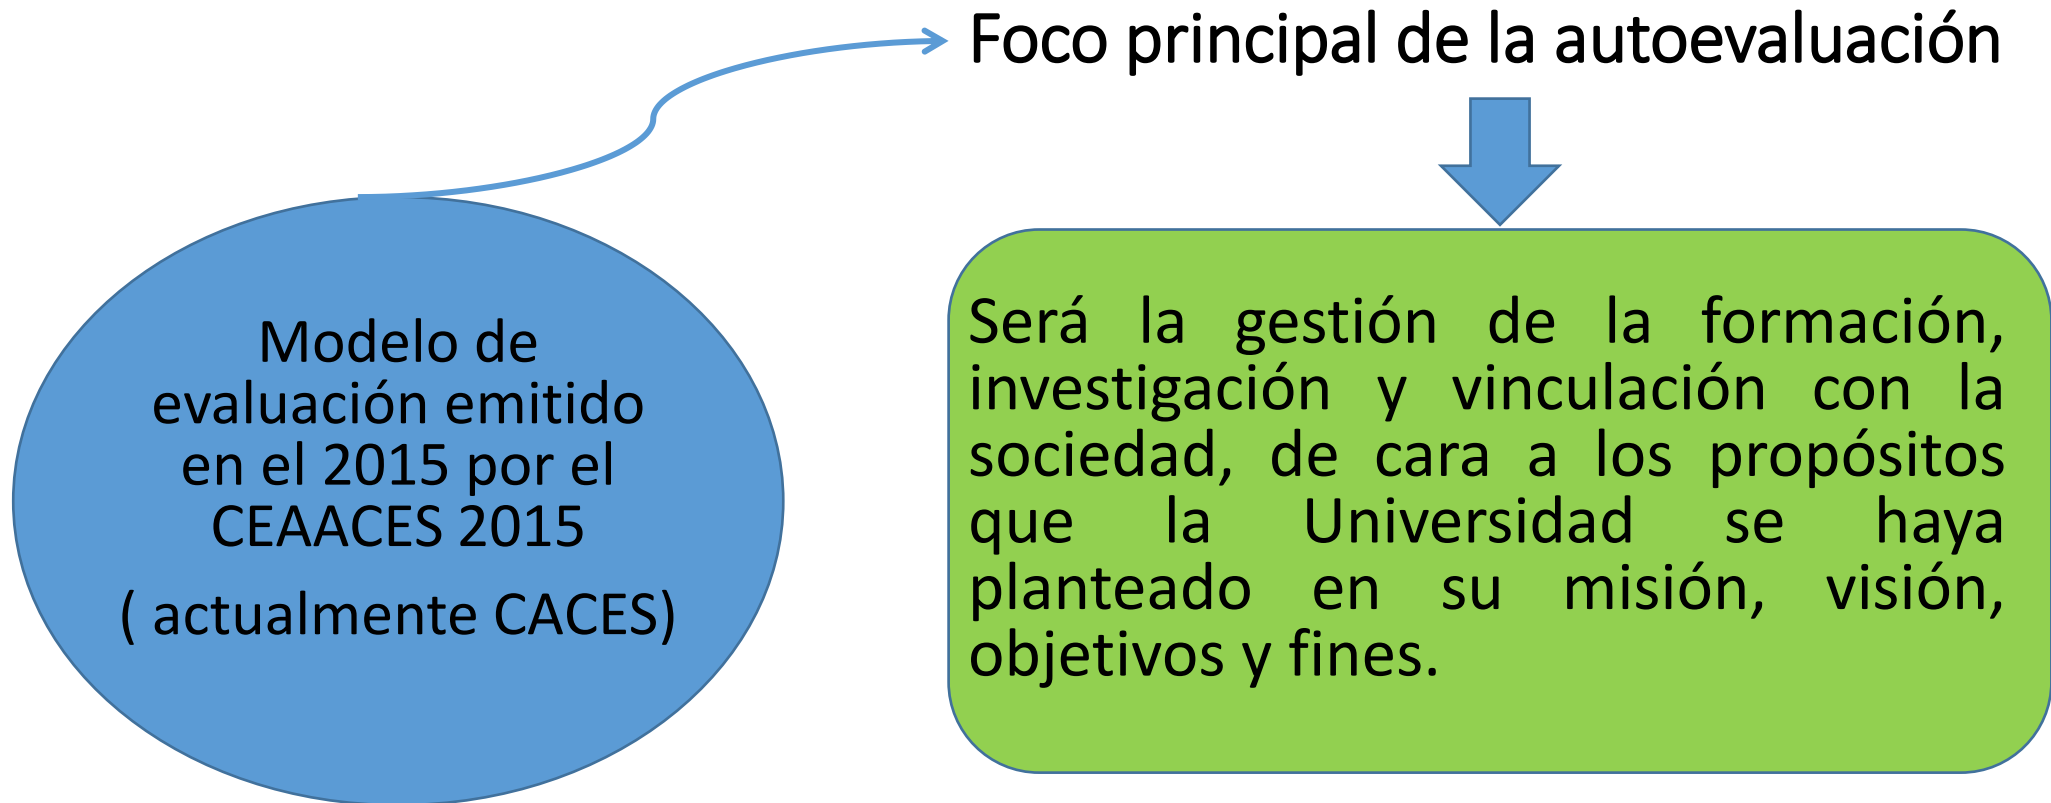 Foco principal de la autoevaluación
Modelo de
evaluación emitido
en el 2015 por el
CEAACES 2015
( actualmente CACES)
Será la gestión de la formación,
investigación y vinculación con la
sociedad, de cara a los propósitos
que la Universidad se haya
planteado en su misión, visión,
objetivos y fines.